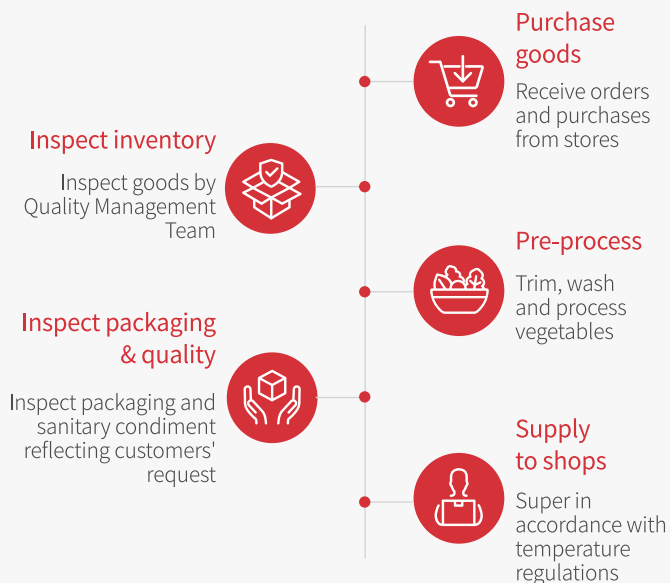 Purchase
goods
Receive orders
and purchases
from stores
Inspect inventory
Inspect goods by
Quality Management
Team
Pre-process
Trim, wash
and process
vegetables
Inspect packaging
& quality
Inspect packaging and
sanitary condiment
reflecting customers'
request
Supply
to shops
Super in
accordance with
temperature
regulations